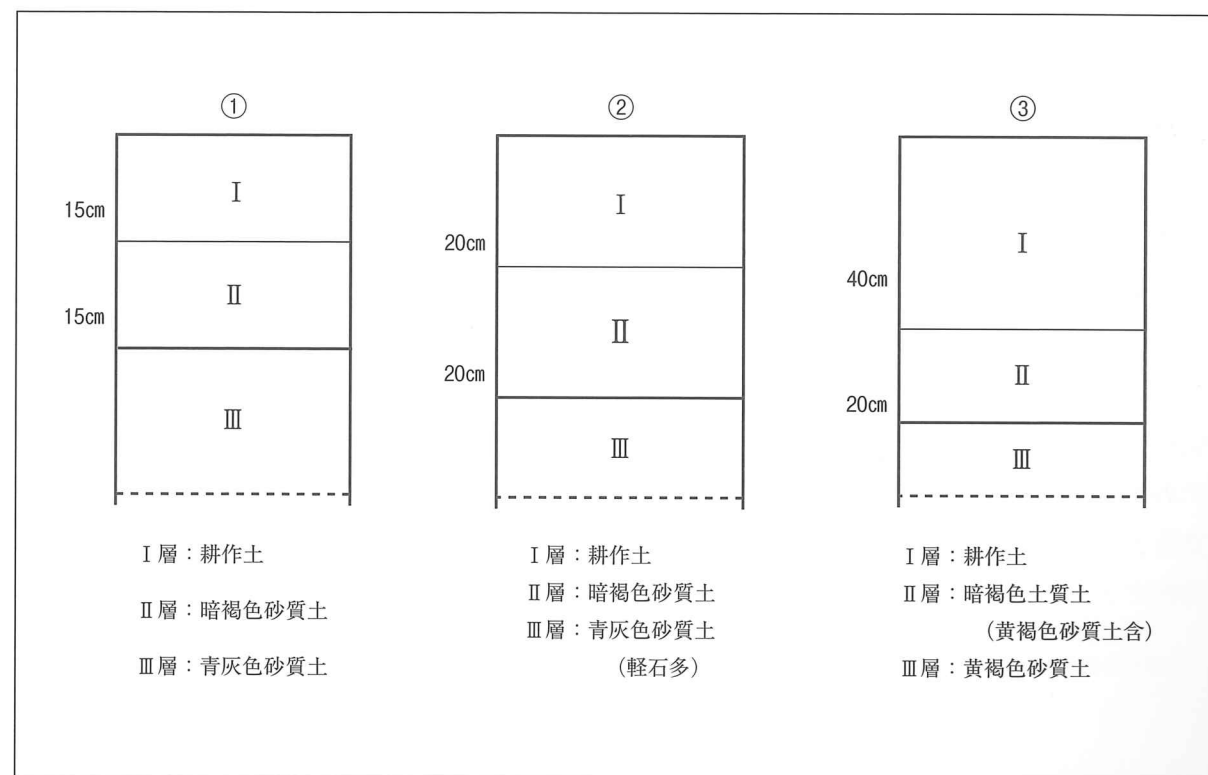 ①
Ⅰ
15cm
Ⅱ
15cm
Ⅲ
Ⅰ層：耕作土
Ⅱ層：暗褐色砂質土
Ⅲ層：青灰色砂質土
②
Ⅰ
20cm
Ⅱ
20cm
Ⅲ
Ⅰ層：耕作土
Ⅱ層：暗褐色砂質土
Ⅲ層：青灰色砂質土
（軽石多）
③
Ⅰ
40cm
Ⅱ
20cm
Ⅲ
Ⅰ層：耕作土
Ⅱ層：暗褐色土質土
（黄褐色砂質土含）
Ⅲ層：黄褐色砂質土